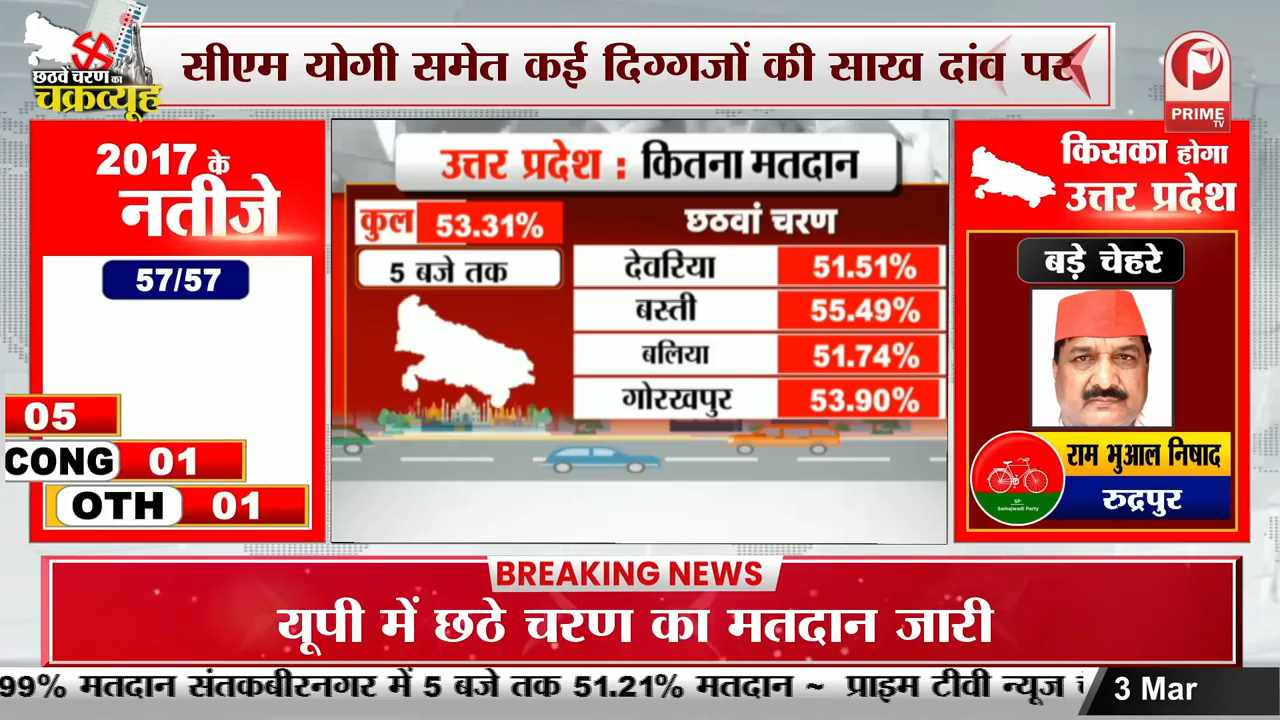 सीएम योगी समेत कई दिग्गजों की साख दांव पर
छठवें चरण का
चक्रव्यूह
PRIME
TV
2017 के
नतीजे
57/57
05
CONG 01
OTH 01
उत्तर प्रदेश : कितना मतदान
कुल 53.31%
5 बजे तक
छठवां चरण
देवरिया 51.51%
बस्ती 55.49%
बलिया 51.74%
गोरखपुर 53.90%
किसका होगा
उत्तर प्रदेश
बड़े चेहरे
SP
Samajwadi Party
राम भुआल निषाद
रुद्रपुर
BREAKING NEWS
यूपी में छठे चरण का मतदान जारी
99% मतदान संतकबीरनगर में 5 बजे तक 51.21% मतदान ~ प्राइम टीवी न्यूज
3 Mar